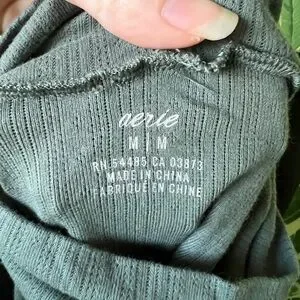 aerie
M | M
RN 54485 CA 03873
MADE IN CHINA
FABRIQUÉ EN CHINE